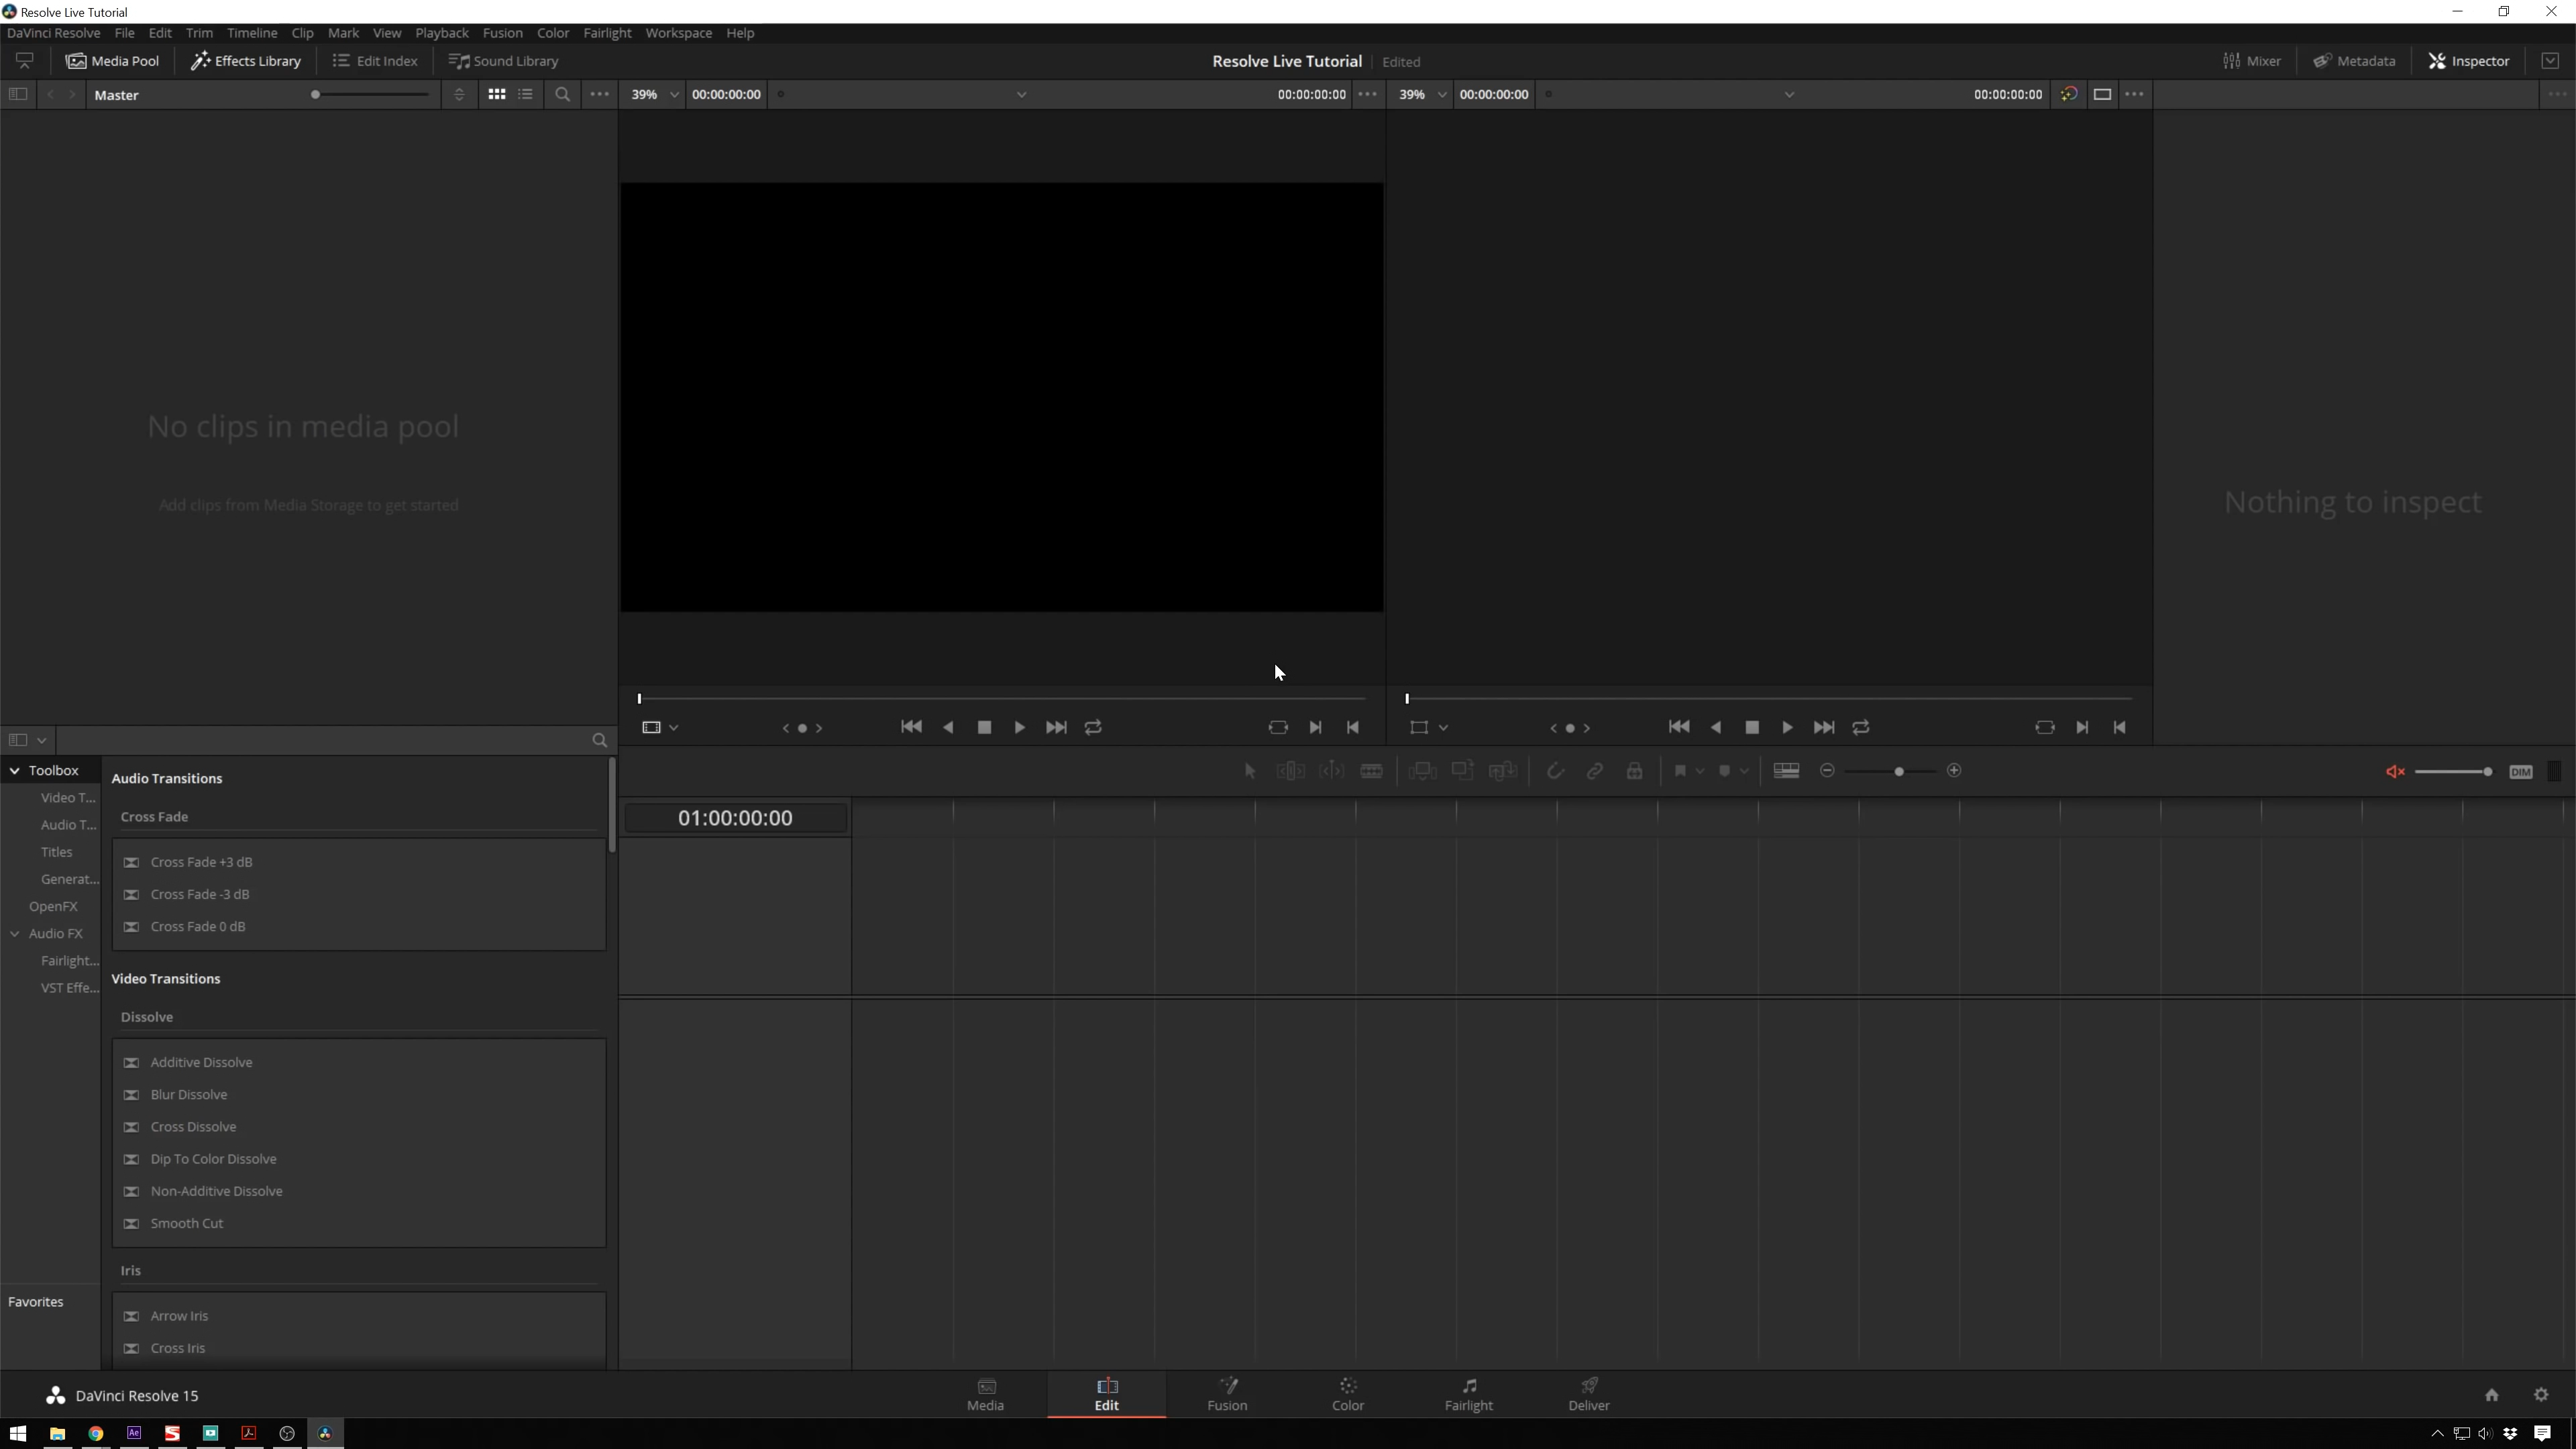 Resolve Live Tutorial
DaVinci Resolve File Edit Trim Timeline Clip Mark View Playback Fusion Color Fairlight Workspace Help
Media Pool Effects Library Edit Index Sound Library Resolve Live Tutorial Edited Mixer Metadata Inspector
Master 39% 00:00:00:00 00:00:00:00 39% 00:00:00:00 00:00:00:00
No clips in media pool
Add clips from Media Storage to get started
Nothing to inspect
Toolbox
Video T...
Audio T...
Titles
Generat...
OpenFX
Audio FX
Fairlight...
VST Effe...
Favorites
Audio Transitions
Cross Fade
Cross Fade +3 dB
Cross Fade -3 dB
Cross Fade 0 dB
Video Transitions
Dissolve
Additive Dissolve
Blur Dissolve
Cross Dissolve
Dip To Color Dissolve
Non-Additive Dissolve
Smooth Cut
Iris
Arrow Iris
Cross Iris
DIM
01:00:00:00
DaVinci Resolve 15
Media Edit Fusion Color Fairlight Deliver
Ae